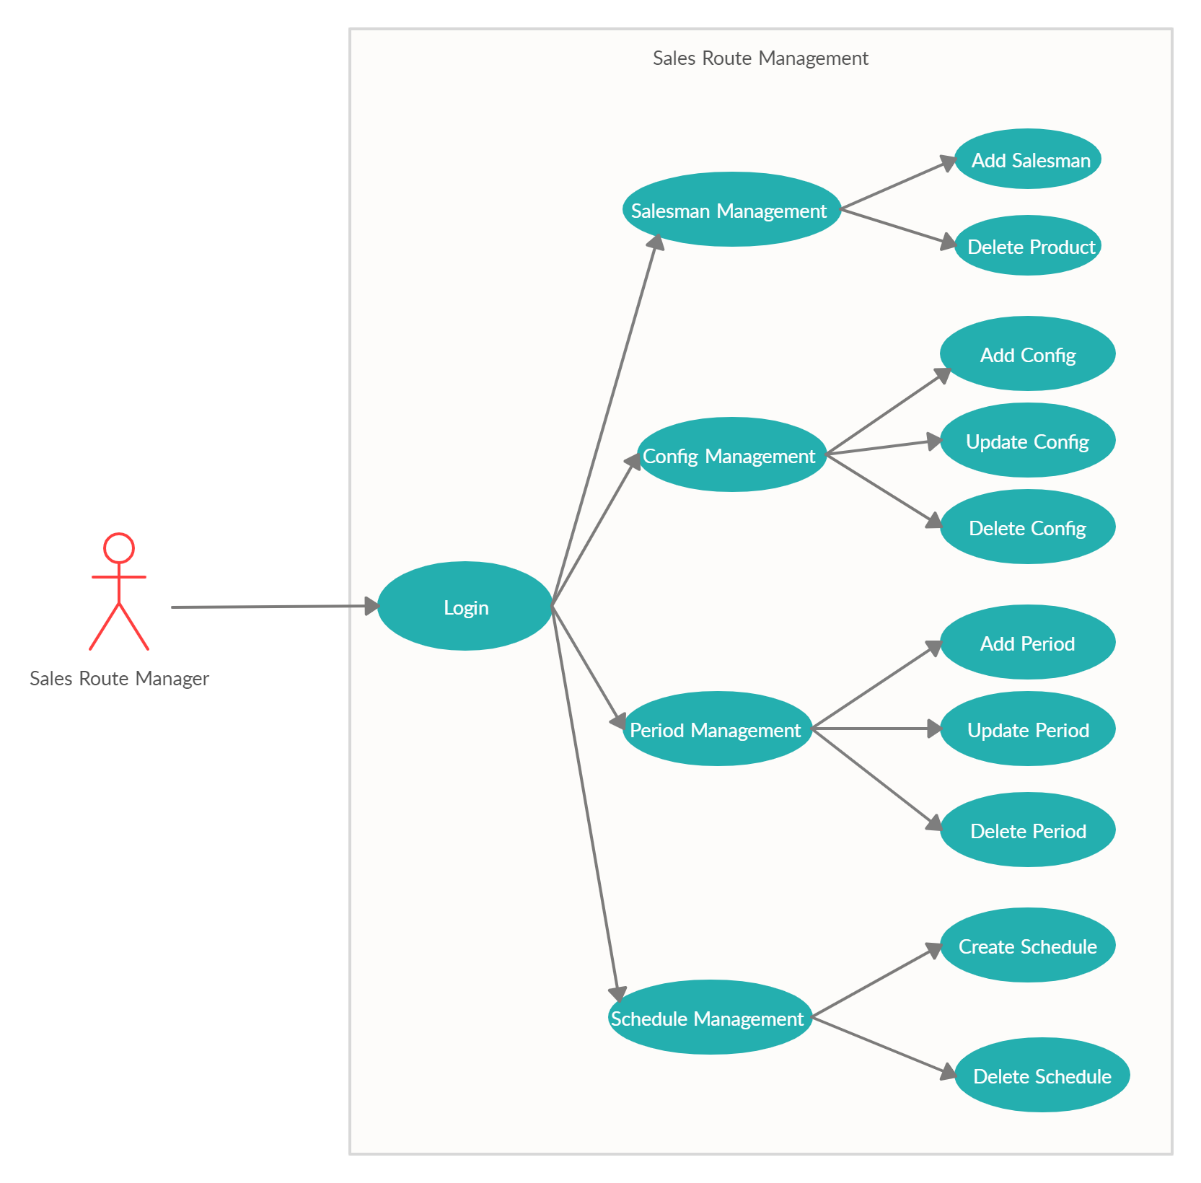 Sales Route Management
Add Salesman
Salesman Management
Delete Product
Add Config
Update Config
Config Management
Delete Config
Login
Add Period
Sales Route Manager
Update Period
Period Management
Delete Period
Create Schedule
Schedule Management
Delete Schedule